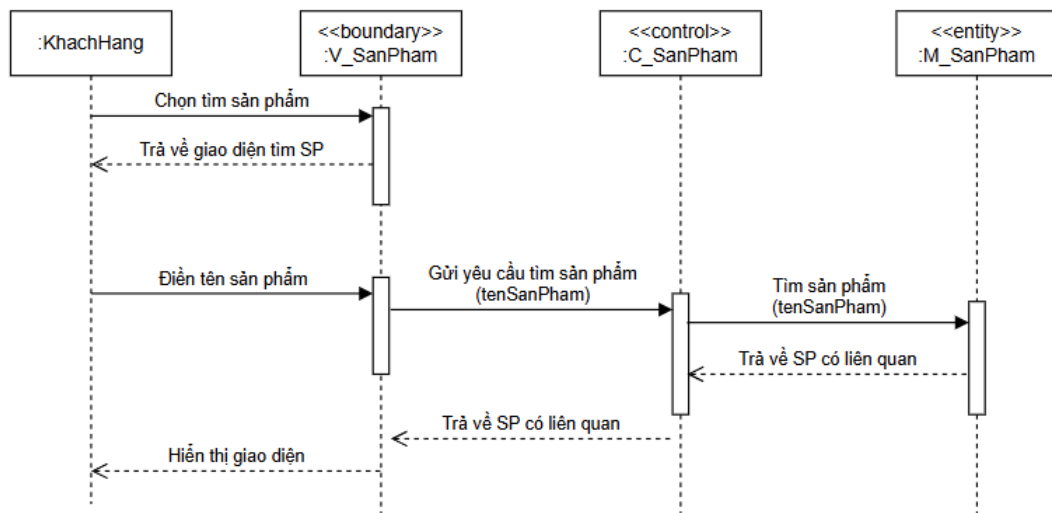 :KhachHang
<<boundary>>
:V_SanPham
<<control>>
:C_SanPham
<<entity>>
:M_SanPham
Chọn tìm sản phẩm
Trả về giao diện tìm SP
Điền tên sản phẩm
Gửi yêu cầu tìm sản phẩm
(tenSanPham)
Tìm sản phẩm
(tenSanPham)
Trả về SP có liên quan
Trả về SP có liên quan
Hiển thị giao diện